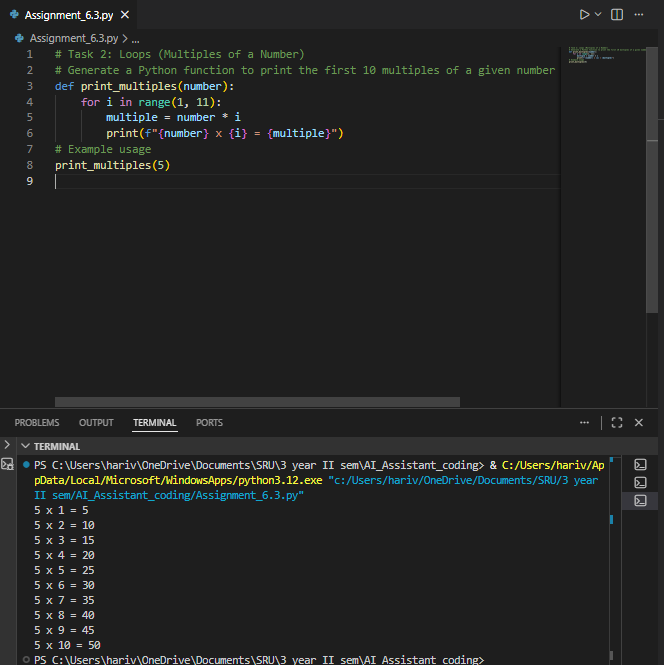 Assignment_6.3.py
Assignment_6.3.py > ...
1 # Task 2: Loops (Multiples of a Number)
2 # Generate a Python function to print the first 10 multiples of a given number
3 def print_multiples(number):
4     for i in range(1, 11):
5         multiple = number * i
6         print(f"{number} x {i} = {multiple}")
7 # Example usage
8 print_multiples(5)
9
PROBLEMS OUTPUT TERMINAL PORTS
TERMINAL
PS C:\Users\hariv\OneDrive\Documents\SRU\3 year II sem\AI_Assistant_coding> & C:/Users/hariv/Ap
pData/Local/Microsoft/WindowsApps/python3.12.exe "c:/Users/hariv/OneDrive/Documents/SRU/3 year
II sem/AI_Assistant_coding/Assignment_6.3.py"
5 x 1 = 5
5 x 2 = 10
5 x 3 = 15
5 x 4 = 20
5 x 5 = 25
5 x 6 = 30
5 x 7 = 35
5 x 8 = 40
5 x 9 = 45
5 x 10 = 50
PS C:\Users\hariv\OneDrive\Documents\SRU\3 year II sem\AI_Assistant_coding>